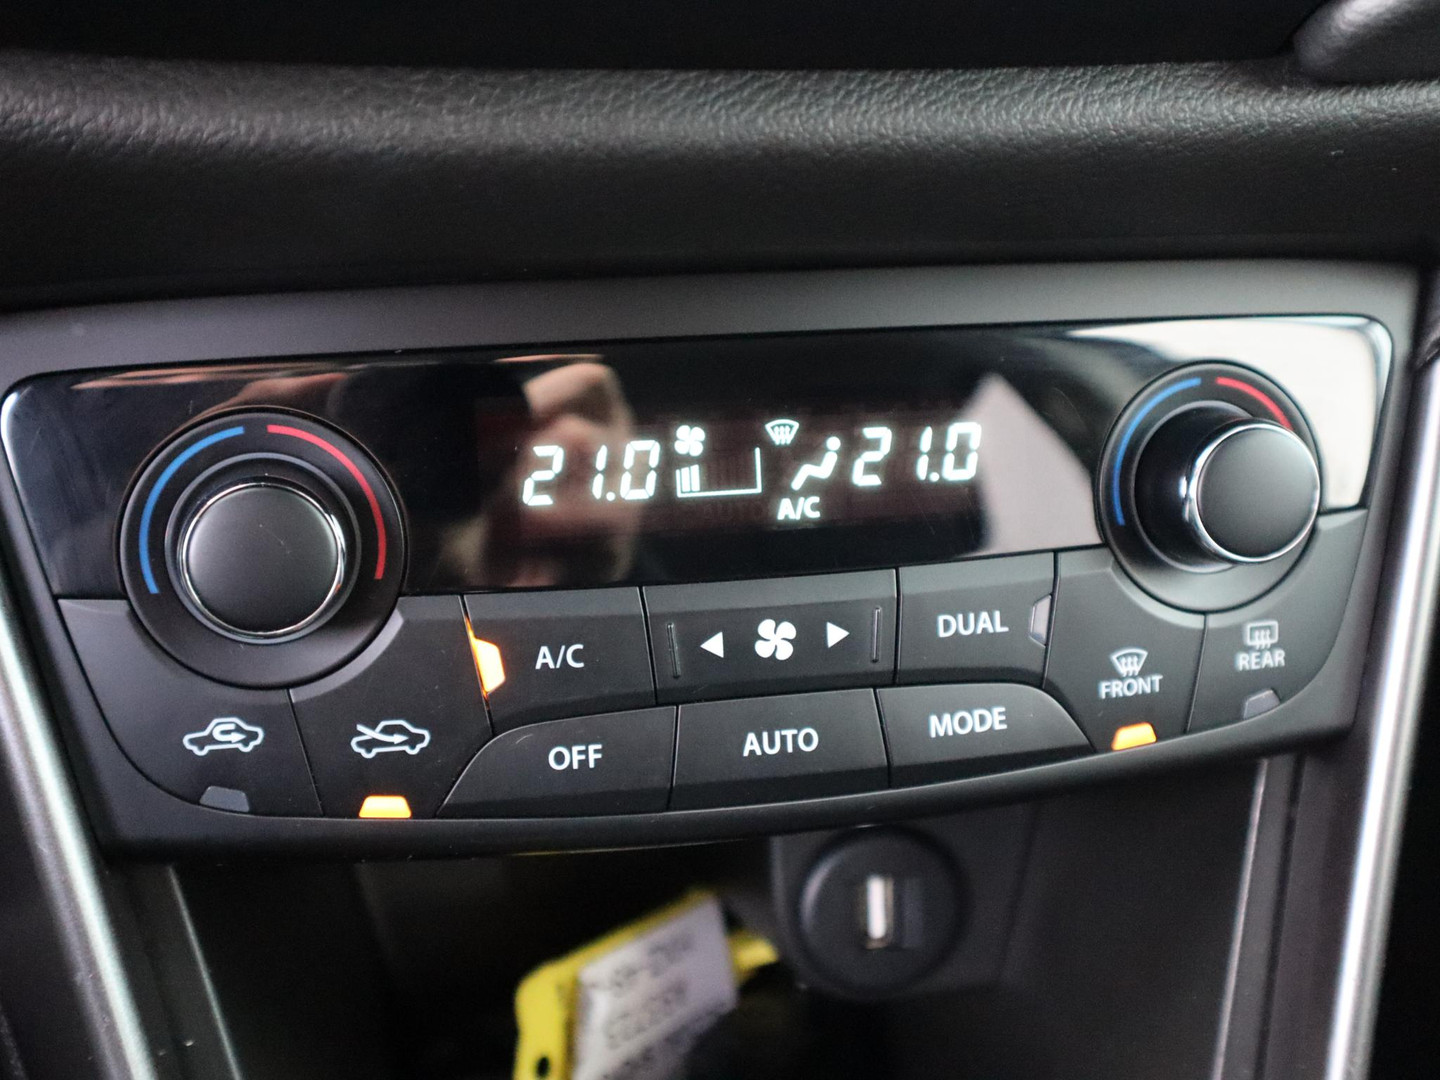 21.0 21.0
A/C
A/C
DUAL
FRONT
REAR
OFF
AUTO
MODE